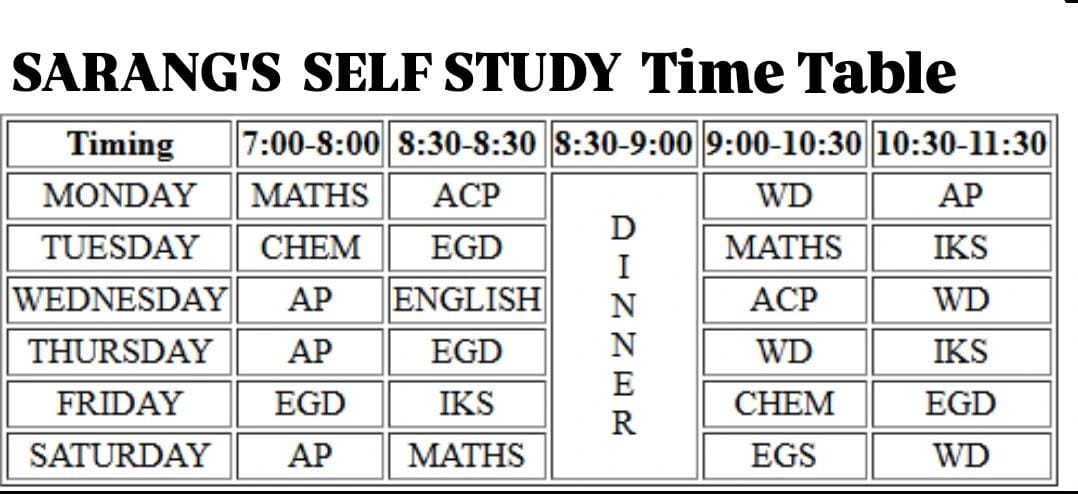 SARANG'S SELF STUDY Time Table
Timing 7:00-8:00 8:30-8:30 8:30-9:00 9:00-10:30 10:30-11:30
MONDAY MATHS ACP WD AP
TUESDAY CHEM EGD MATHS IKS
WEDNESDAY AP ENGLISH ACP WD
THURSDAY AP EGD WD IKS
FRIDAY EGD IKS CHEM EGD
SATURDAY AP MATHS EGS WD
D
I
N
N
E
R